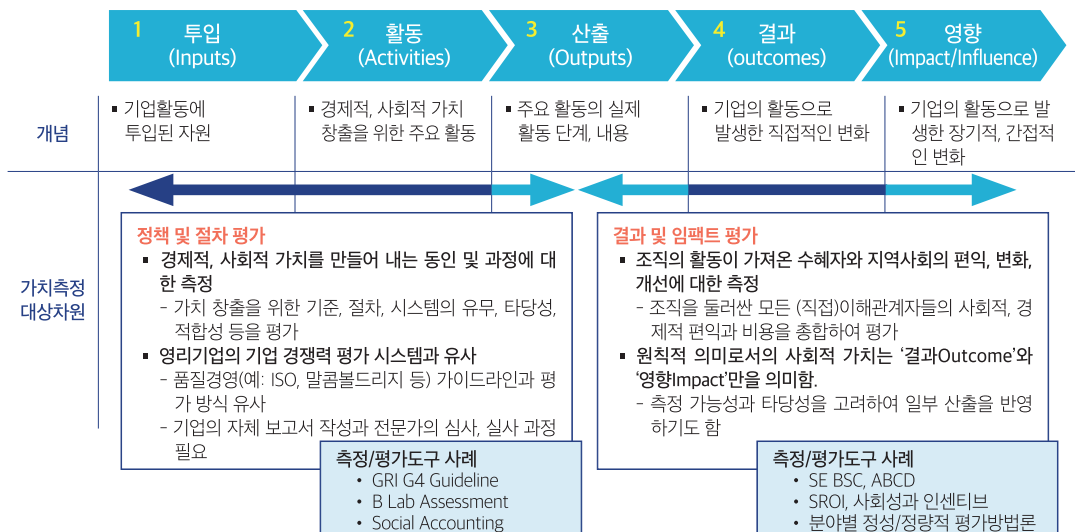 1 투입
(Inputs)
2 활동
(Activities)
3 산출
(Outputs)
4 결과
(outcomes)
5 영향
(Impact/Influence)
개념
▪ 기업활동에
투입된 자원
▪ 경제적, 사회적 가치
창출을 위한 주요 활동
▪ 주요 활동의 실제
활동 단계, 내용
▪ 기업의 활동으로
발생한 직접적인 변화
▪ 기업의 활동으로 발
생한 장기적, 간접적
인 변화
가치측정
대상차원
정책 및 절차 평가
▪ 경제적, 사회적 가치를 만들어 내는 동인 및 과정에 대
한 측정
- 가치 창출을 위한 기준, 절차, 시스템의 유무, 타당성,
적합성 등을 평가
▪ 영리기업의 기업 경쟁력 평가 시스템과 유사
- 품질경영(예: ISO, 말콤볼드리지 등) 가이드라인과 평
가 방식 유사
- 기업의 자체 보고서 작성과 전문가의 심사, 실사 과정
필요
측정/평가도구 사례
• GRI G4 Guideline
• B Lab Assessment
• Social Accounting
결과 및 임팩트 평가
▪ 조직의 활동이 가져온 수혜자와 지역사회의 편익, 변화,
개선에 대한 측정
- 조직을 둘러싼 모든 (직접)이해관계자들의 사회적, 경
제적 편익과 비용을 총합하여 평가
▪ 원칙적 의미로서의 사회적 가치는 ‘결과Outcome’와
‘영향Impact’만을 의미함.
- 측정 가능성과 타당성을 고려하여 일부 산출을 반영
하기도 함
측정/평가도구 사례
• SE BSC, ABCD
• SROI, 사회성과 인센티브
• 분야별 정성/정량적 평가방법론